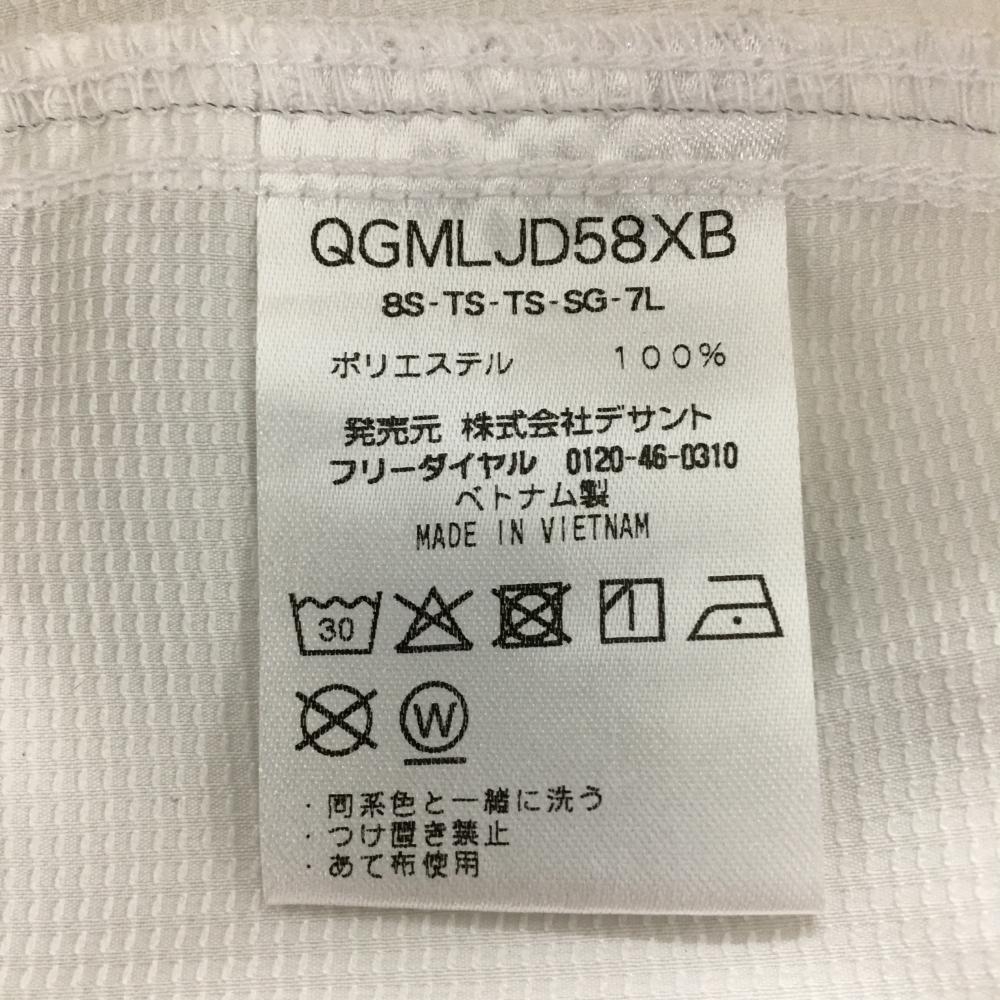 QGMLJD58XB
8S-TS-TS-SG-7L
ポリエステル　１００％
発売元 株式会社デサント
フリーダイヤル 0120-46-0310
ベトナム製
MADE IN VIETNAM
30
W
・同系色と一緒に洗う
・つけ置き禁止
・あて布使用